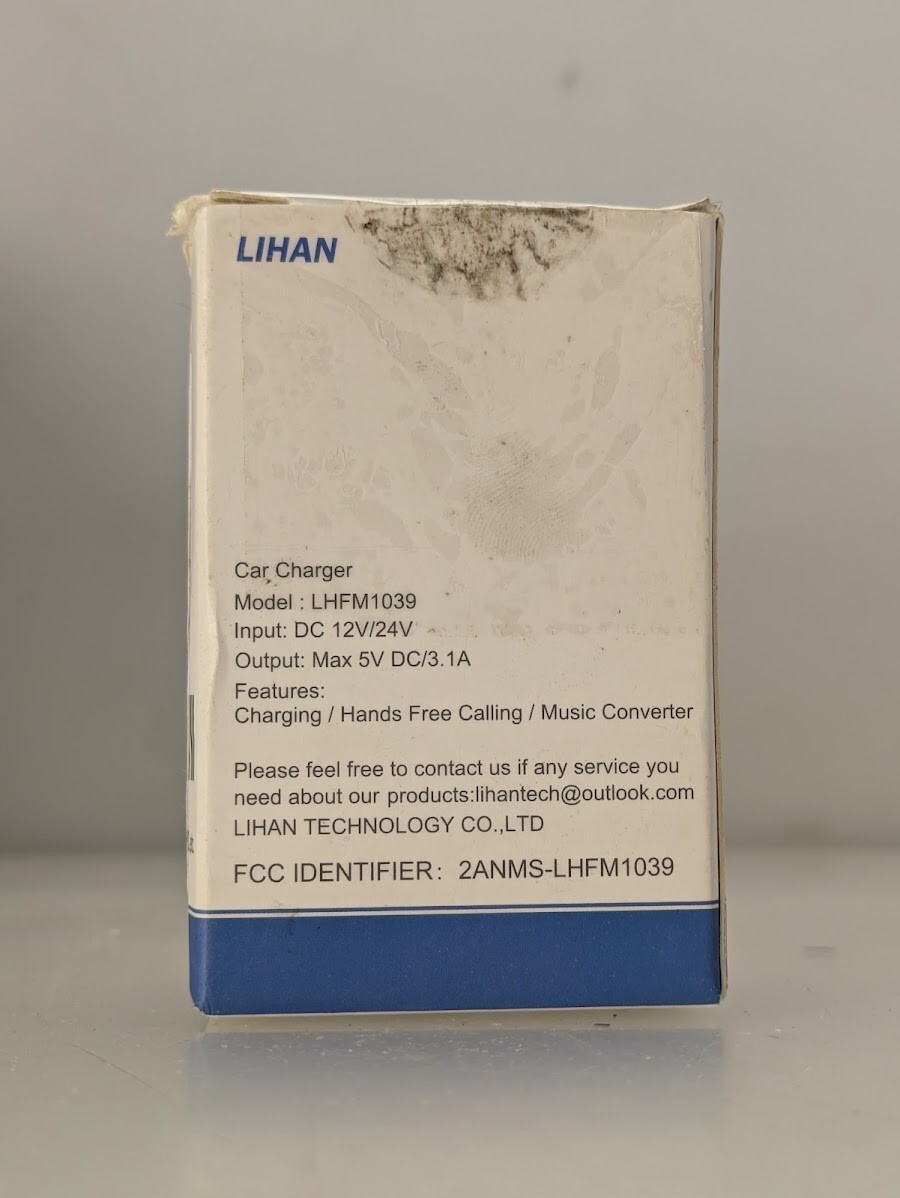 LIHAN
Car Charger
Model : LHFM1039
Input: DC 12V/24V
Output: Max 5V DC/3.1A
Features:
Charging / Hands Free Calling / Music Converter
Please feel free to contact us if any service you
need about our products:lihantech@outlook.com
LIHAN TECHNOLOGY CO.,LTD
FCC IDENTIFIER: 2ANMS-LHFM1039